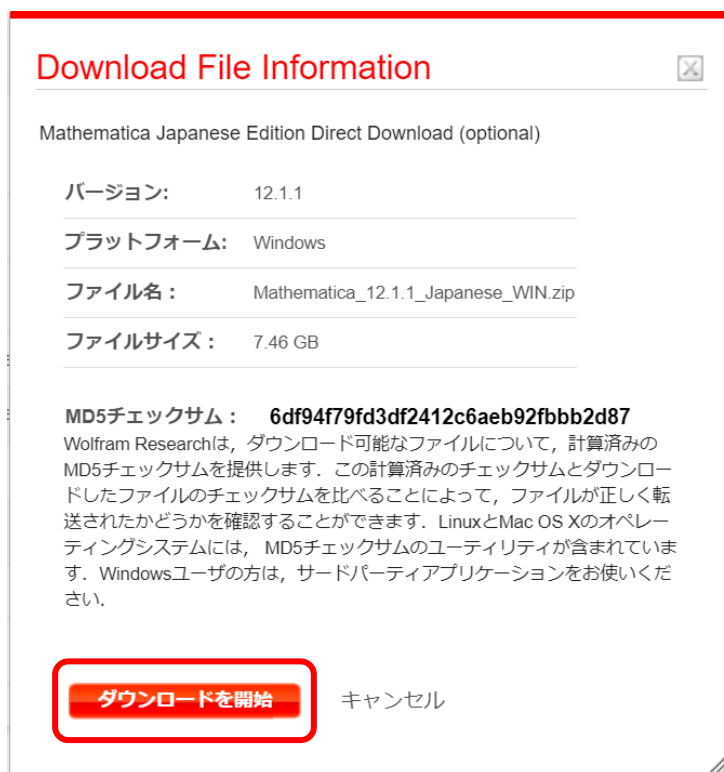 Download File Information
Mathematica Japanese Edition Direct Download (optional)
バージョン: 12.1.1
プラットフォーム: Windows
ファイル名： Mathematica_12.1.1_Japanese_WIN.zip
ファイルサイズ： 7.46 GB
MD5チェックサム： 6df94f79fd3df2412c6aeb92fbbb2d87
Wolfram Researchは，ダウンロード可能なファイルについて，計算済みの
MD5チェックサムを提供します．この計算済みのチェックサムとダウンロー
ドしたファイルのチェックサムを比べることによって，ファイルが正しく転
送されたかどうかを確認することができます．LinuxとMac OS Xのオペレー
ティングシステムには， MD5チェックサムのユーティリティが含まれていま
す．Windowsユーザの方は，サードパーティアプリケーションをお使いくだ
さい．
ダウンロードを開始 キャンセル